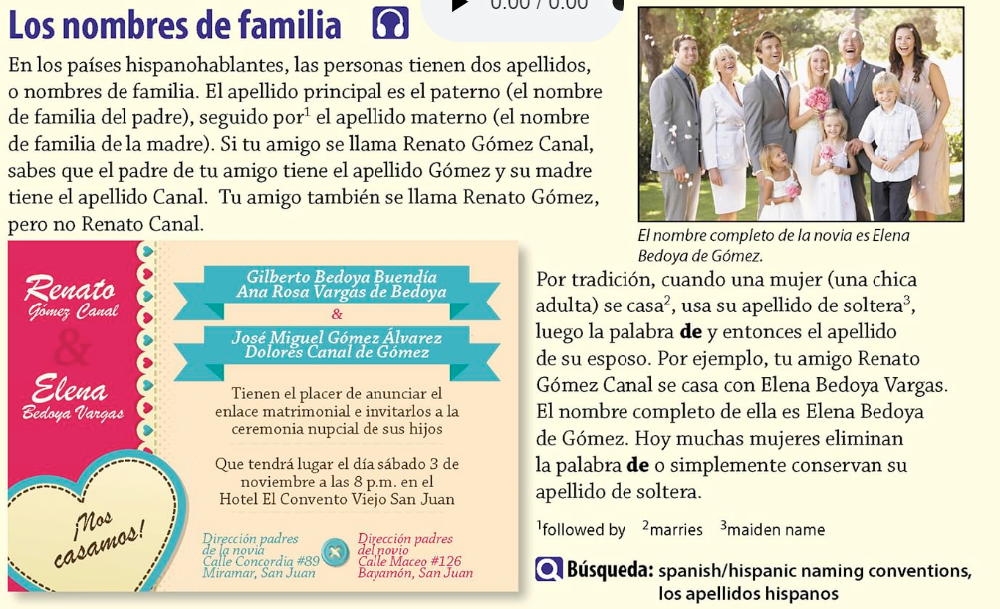 Los nombres de familia
0:00 / 0:00
En los países hispanohablantes, las personas tienen dos apellidos,
o nombres de familia. El apellido principal es el paterno (el nombre
de familia del padre), seguido por¹ el apellido materno (el nombre
de familia de la madre). Si tu amigo se llama Renato Gómez Canal,
sabes que el padre de tu amigo tiene el apellido Gómez y su madre
tiene el apellido Canal. Tu amigo también se llama Renato Gómez,
pero no Renato Canal.
El nombre completo de la novia es Elena
Bedoya de Gómez.
Renato
Gómez Canal
&
Elena
Bedoya Vargas
¡Nos
casamos!
Gilberto Bedoya Buendía
Ana Rosa Vargas de Bedoya
&
José Miguel Gómez Álvarez
Dolores Canal de Gómez
Tienen el placer de anunciar el
enlace matrimonial e invitarlos a la
ceremonia nupcial de sus hijos
Que tendrá lugar el día sábado 3 de
noviembre a las 8 p.m. en el
Hotel El Convento Viejo San Juan
Dirección padres
de la novia
Calle Concordia #89
Miramar, San Juan
Dirección padres
del novio
Calle Maceo #126
Bayamón, San Juan
Por tradición, cuando una mujer (una chica
adulta) se casa², usa su apellido de soltera³,
luego la palabra de y entonces el apellido
de su esposo. Por ejemplo, tu amigo Renato
Gómez Canal se casa con Elena Bedoya Vargas.
El nombre completo de ella es Elena Bedoya
de Gómez. Hoy muchas mujeres eliminan
la palabra de o simplemente conservan su
apellido de soltera.
¹followed by ²marries ³maiden name
Búsqueda: spanish/hispanic naming conventions,
los apellidos hispanos